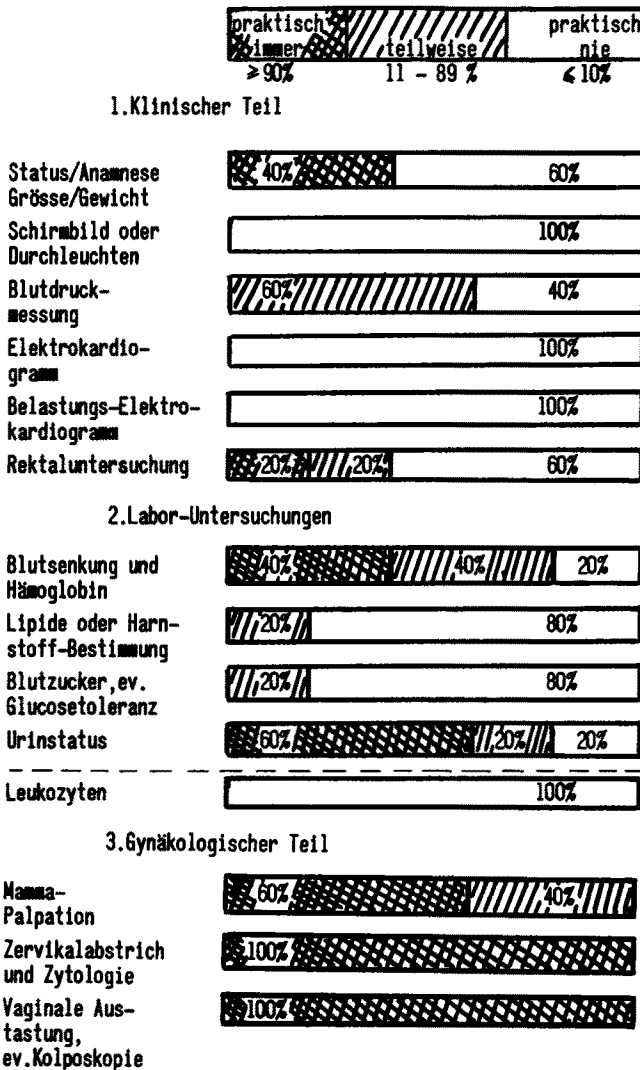 praktisch immer teilweise praktisch nie
≥90% 11 - 89 % ≤10%
1.Klinischer Teil
Status/Anamnese 40% 60%
Grösse/Gewicht
Schirmbild oder 100%
Durchleuchten
Blutdruck- 60% 40%
messung
Elektrokardio- 100%
gramm
Belastungs-Elektro- 100%
kardiogramm
Rektaluntersuchung 20% 20% 60%
2.Labor-Untersuchungen
Blutsenkung und 40% 40% 20%
Hämoglobin
Lipide oder Harn- 20% 80%
stoff-Bestimmung
Blutzucker,ev. 20% 80%
Glucosetoleranz
Urinstatus 60% 20% 20%
Leukozyten 100%
3.Gynäkologischer Teil
Mamma- 60% 40%
Palpation
Zervikalabstrich 100%
und Zytologie
Vaginale Aus- 100%
tastung,
ev.Kolposkopie